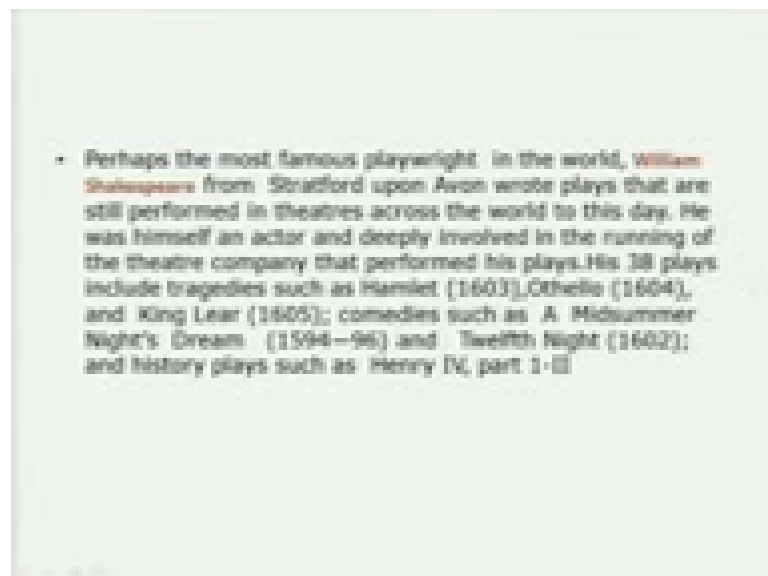 • Perhaps the most famous playwright in the world, William
Shakespeare from Stratford upon Avon wrote plays that are
still performed in theatres across the world to this day. He
was himself an actor and deeply involved in the running of
the theatre company that performed his plays.His 38 plays
include tragedies such as Hamlet (1603),Othello (1604),
and King Lear (1605); comedies such as A Midsummer
Night's Dream (1594—96) and Twelfth Night (1602);
and history plays such as Henry IV, part 1-